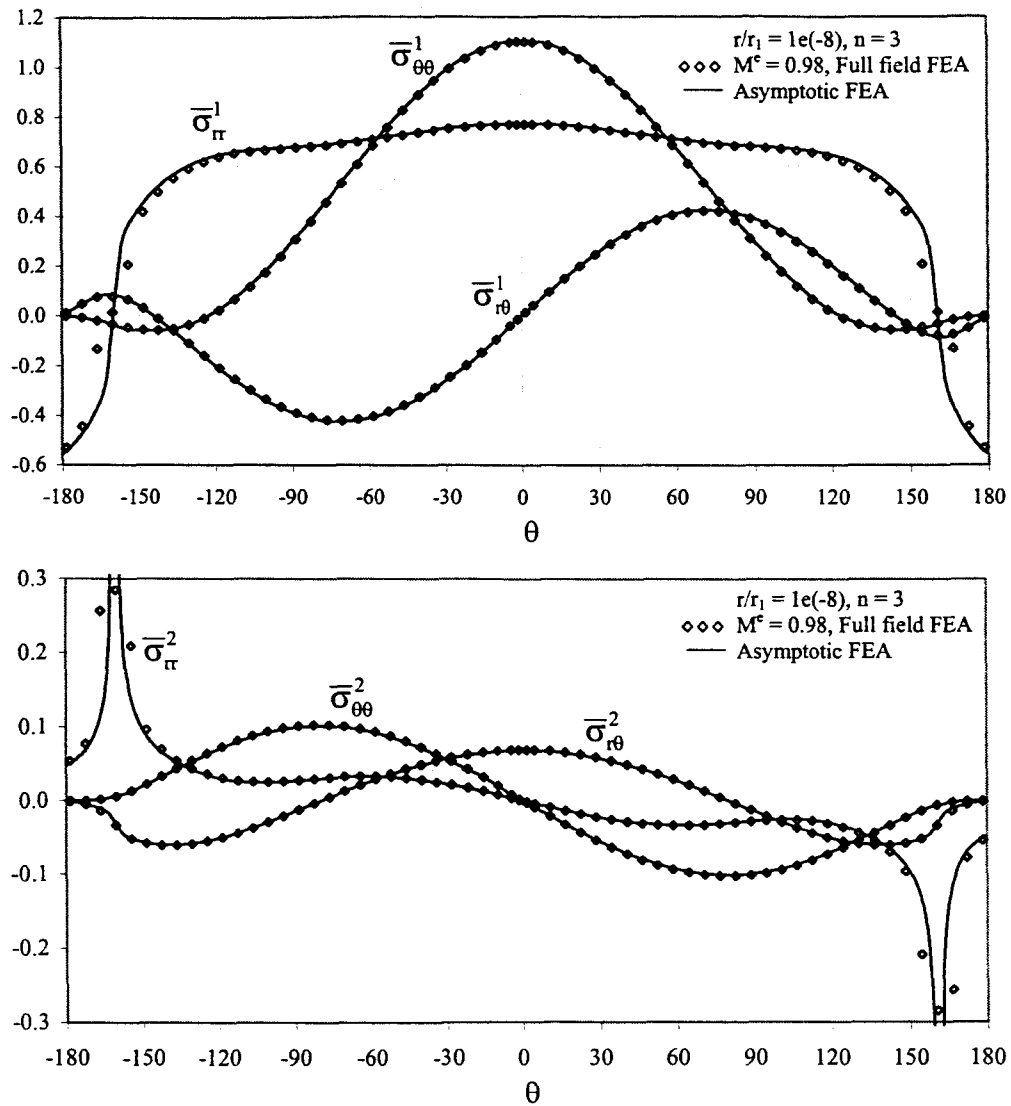 1.2
1.0
0.8
0.6
0.4
0.2
0.0
-0.2
-0.4
-0.6
σ̅¹θθ
σ̅¹rr
σ̅¹rθ
r/r₁ = 1e(-8), n = 3
◇◇◇ Mᵉ = 0.98, Full field FEA
— Asymptotic FEA
-180 -150 -120 -90 -60 -30 0 30 60 90 120 150 180
θ
0.3
0.2
0.1
0.0
-0.1
-0.2
-0.3
σ̅²rr
σ̅²θθ
σ̅²rθ
r/r₁ = 1e(-8), n = 3
◇◇◇ Mᵉ = 0.98, Full field FEA
— Asymptotic FEA
-180 -150 -120 -90 -60 -30 0 30 60 90 120 150 180
θ